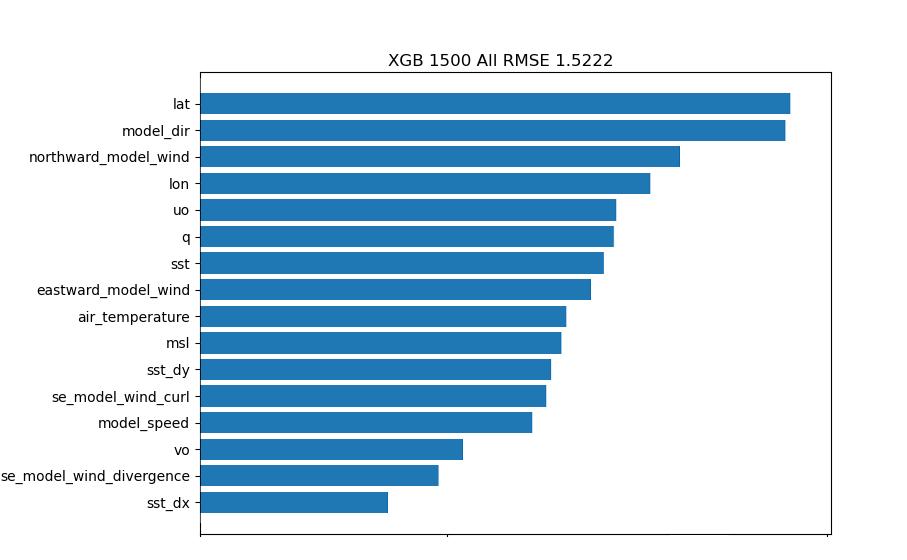 XGB 1500 All RMSE 1.5222
lat
model_dir
northward_model_wind
lon
uo
q
sst
eastward_model_wind
air_temperature
msl
sst_dy
se_model_wind_curl
model_speed
vo
se_model_wind_divergence
sst_dx